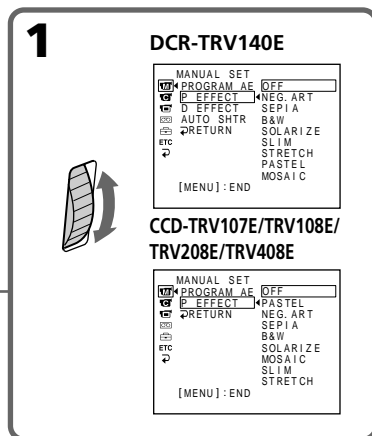 1
DCR-TRV140E
MANUAL SET
PROGRAM AE OFF
P EFFECT NEG. ART
D EFFECT SEPIA
AUTO SHTR B&W
RETURN SOLARIZE
ETC SLIM
STRETCH
PASTEL
MOSAIC
[MENU] : END
CCD-TRV107E/TRV108E/
TRV208E/TRV408E
MANUAL SET
PROGRAM AE OFF
P EFFECT PASTEL
RETURN NEG. ART
SEPIA
B&W
ETC SOLARIZE
MOSAIC
SLIM
STRETCH
[MENU] : END